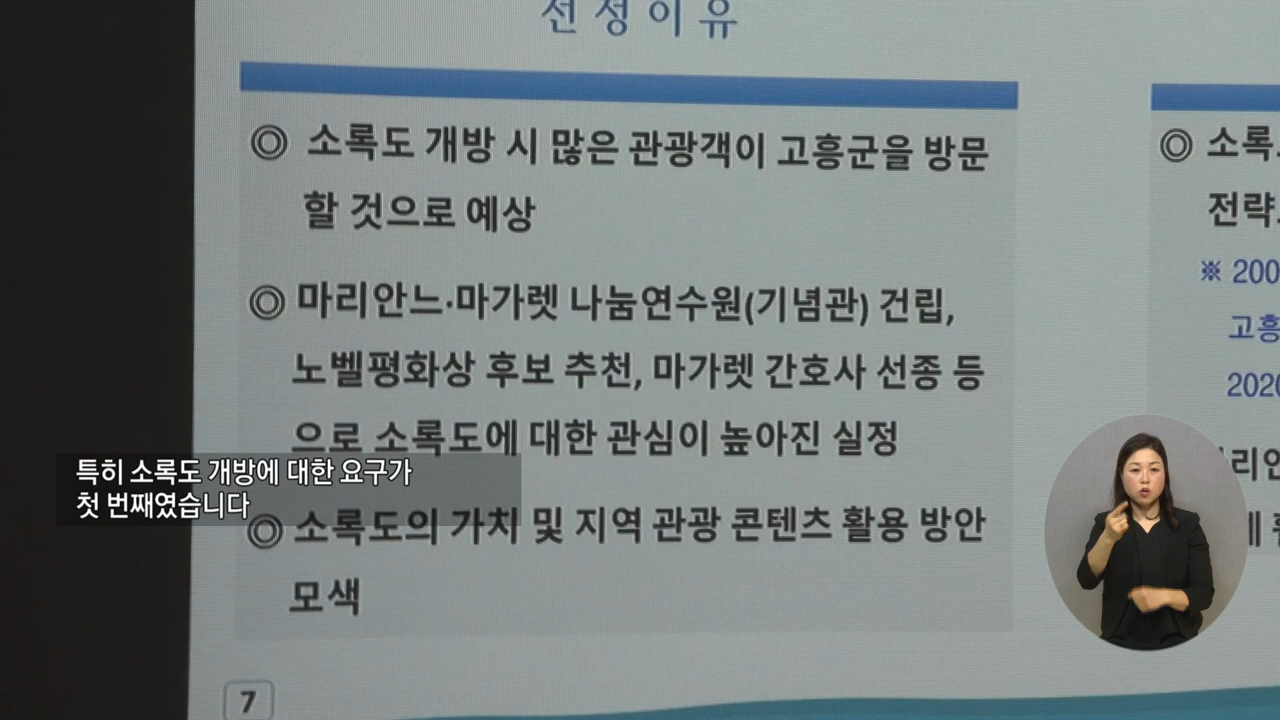 선정이유
◎ 소록도 개방 시 많은 관광객이 고흥군을 방문
할 것으로 예상
◎ 마리안느·마가렛 나눔연수원(기념관) 건립,
노벨평화상 후보 추천, 마가렛 간호사 선종 등
으로 소록도에 대한 관심이 높아진 실정
◎ 소록도의 가치 및 지역 관광 콘텐츠 활용 방안
모색
7
◎ 소록
전략
※ 200
고흥
2020
특히 소록도 개방에 대한 요구가
첫 번째였습니다